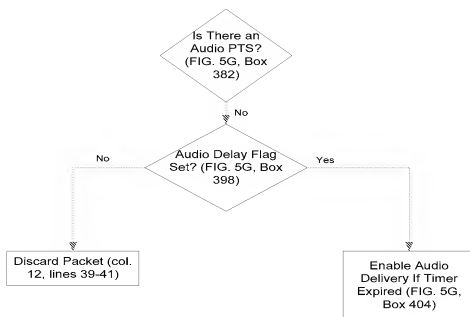 Is There an
Audio PTS?
(FIG. 5G, Box
382)
No
Audio Delay Flag
Set? (FIG. 5G, Box
398)
No
Yes
Discard Packet (col.
12, lines 39-41)
Enable Audio
Delivery If Timer
Expired (FIG. 5G,
Box 404)